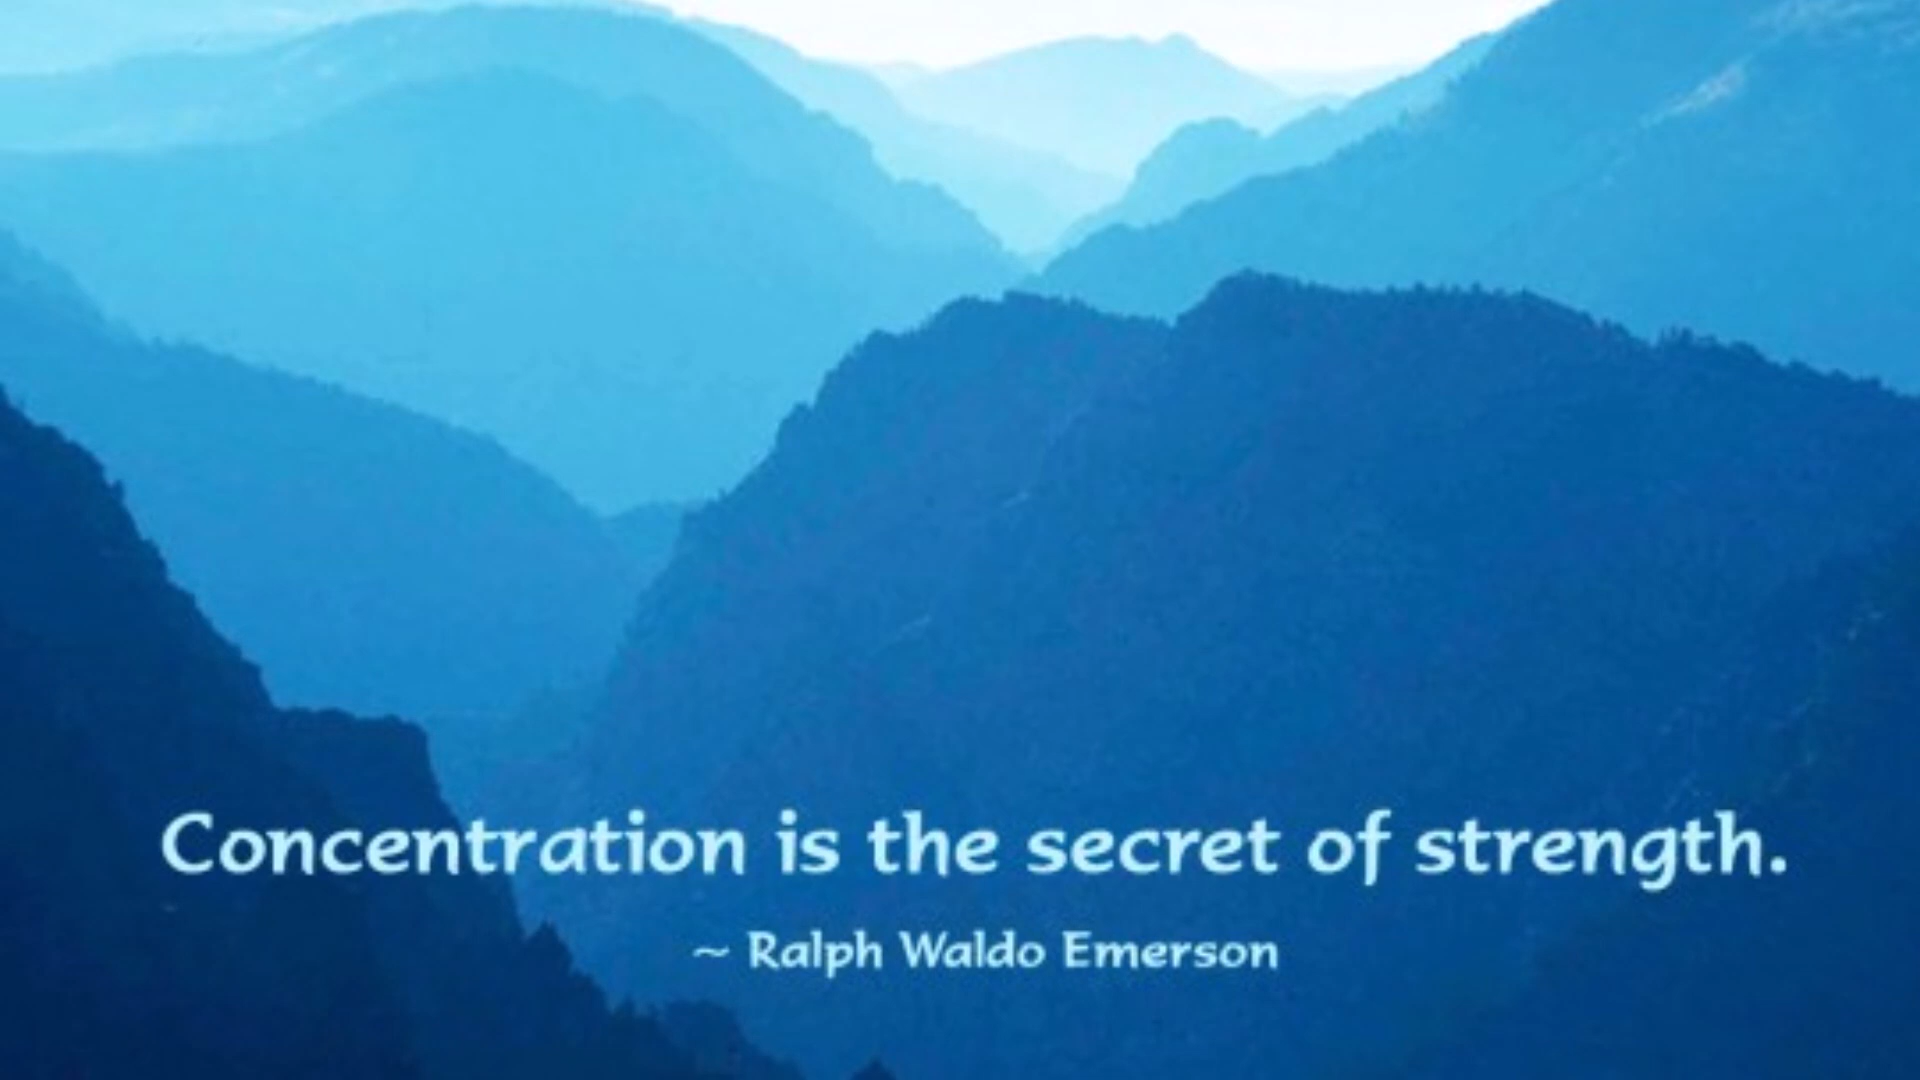 Concentration is the secret of strength.
~ Ralph Waldo Emerson